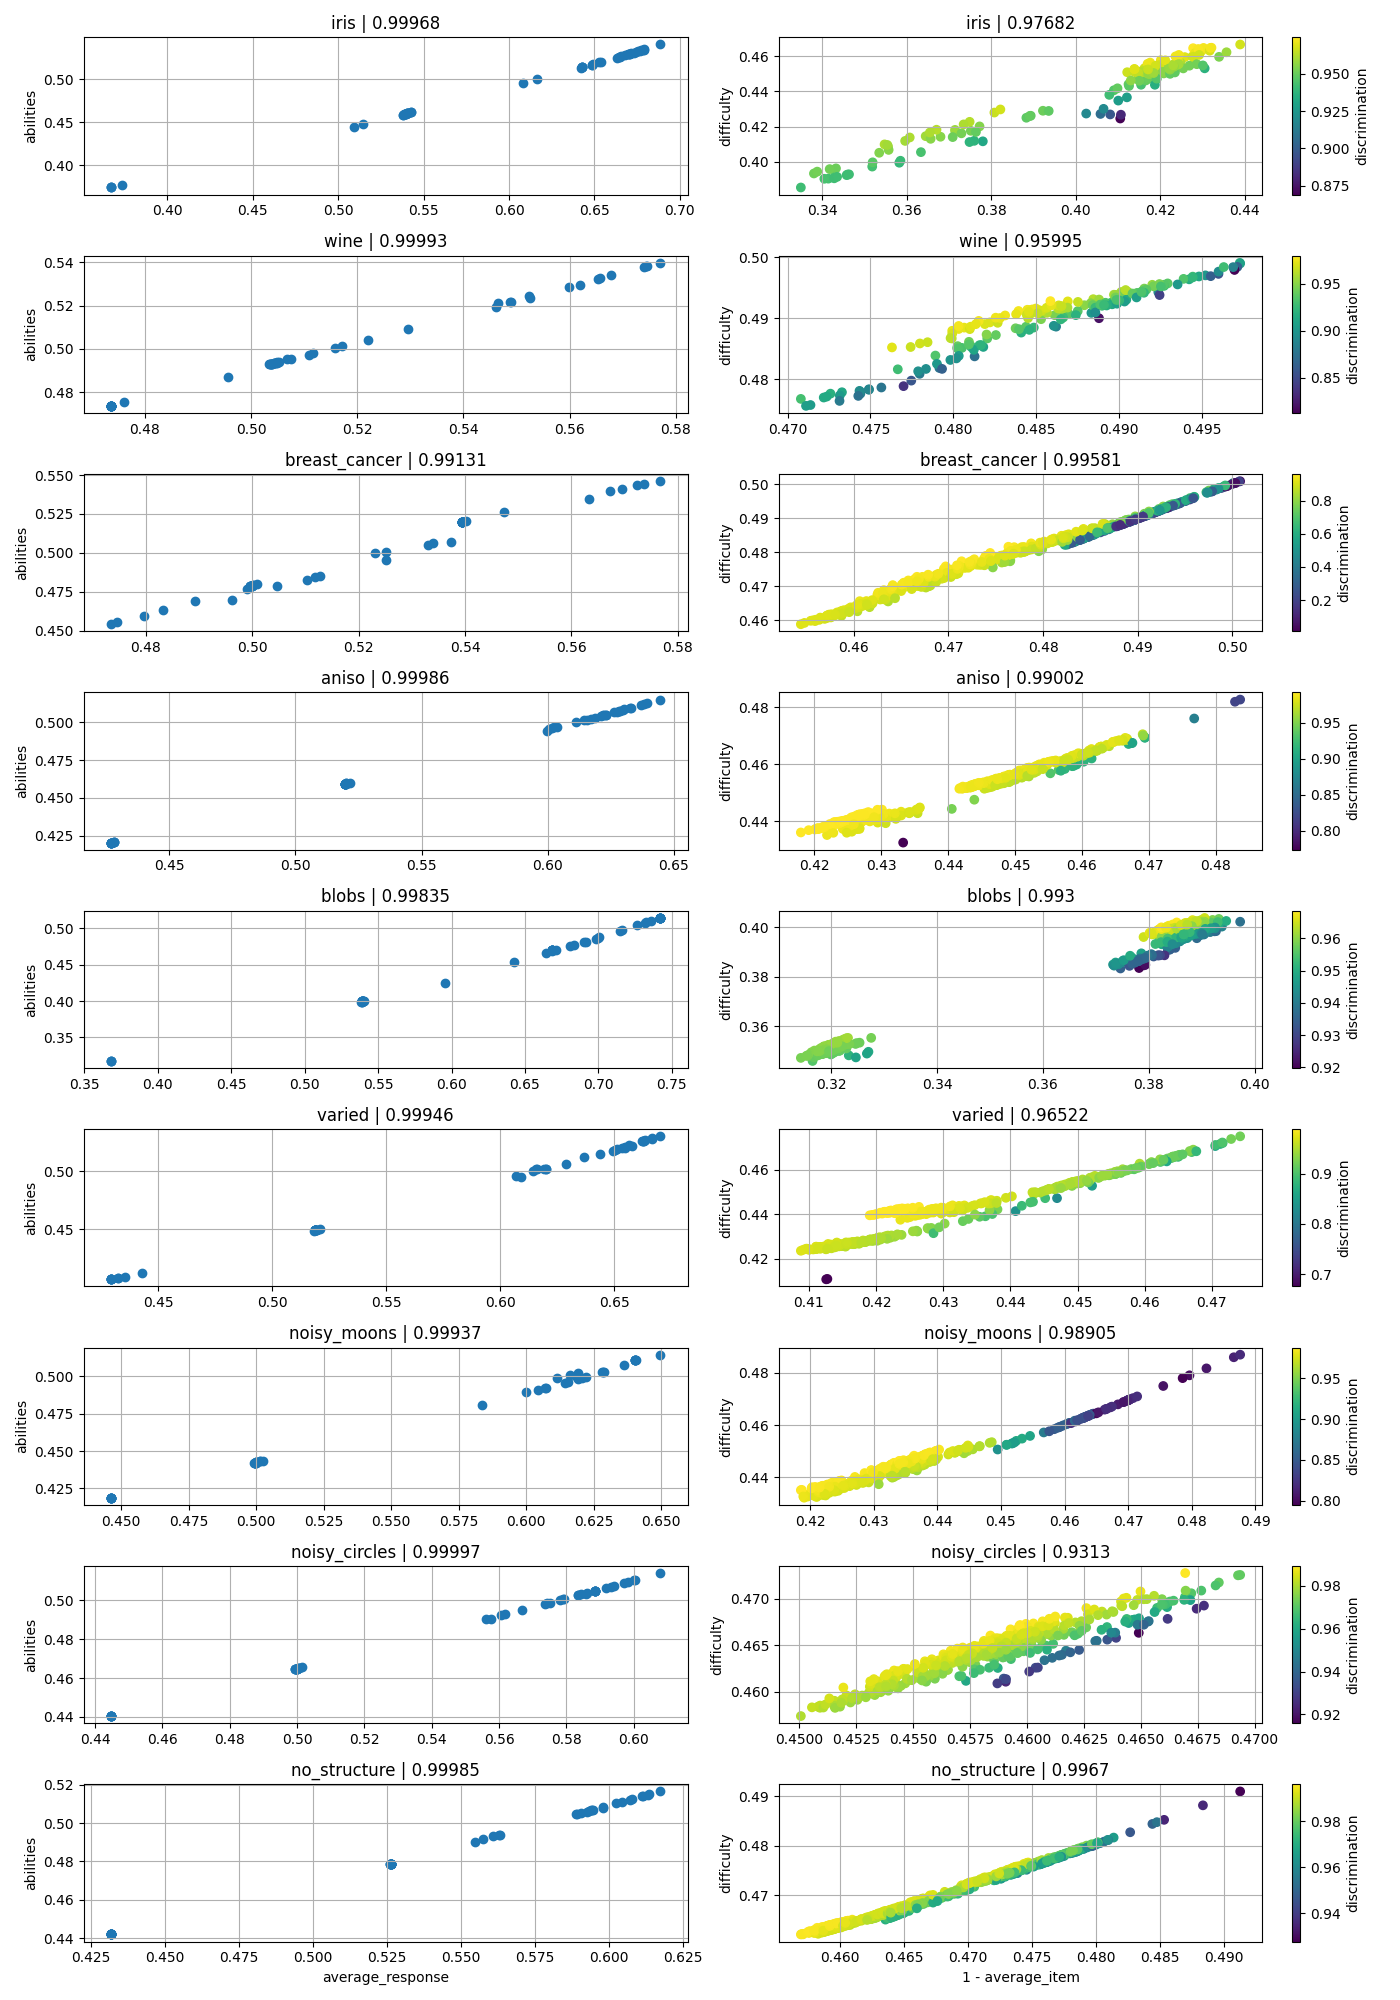 iris | 0.99968
abilities
0.50
0.45
0.40
0.40 0.45 0.50 0.55 0.60 0.65 0.70
iris | 0.97682
difficulty
0.46
0.44
0.42
0.40
0.34 0.36 0.38 0.40 0.42 0.44
0.950
0.925
0.900
0.875
discrimination
wine | 0.99993
abilities
0.54
0.52
0.50
0.48
0.48 0.50 0.52 0.54 0.56 0.58
wine | 0.95995
difficulty
0.50
0.49
0.48
0.470 0.475 0.480 0.485 0.490 0.495
0.95
0.90
0.85
discrimination
breast_cancer | 0.99131
abilities
0.550
0.525
0.500
0.475
0.450
0.48 0.50 0.52 0.54 0.56 0.58
breast_cancer | 0.99581
difficulty
0.50
0.49
0.48
0.47
0.46
0.46 0.47 0.48 0.49 0.50
0.8
0.6
0.4
0.2
discrimination
aniso | 0.99986
abilities
0.500
0.475
0.450
0.425
0.45 0.50 0.55 0.60 0.65
aniso | 0.99002
difficulty
0.48
0.46
0.44
0.42 0.43 0.44 0.45 0.46 0.47 0.48
0.95
0.90
0.85
0.80
discrimination
blobs | 0.99835
abilities
0.50
0.45
0.40
0.35
0.35 0.40 0.45 0.50 0.55 0.60 0.65 0.70 0.75
blobs | 0.993
difficulty
0.40
0.38
0.36
0.32 0.34 0.36 0.38 0.40
0.96
0.95
0.94
0.93
0.92
discrimination
varied | 0.99946
abilities
0.50
0.45
0.45 0.50 0.55 0.60 0.65
varied | 0.96522
difficulty
0.46
0.44
0.42
0.41 0.42 0.43 0.44 0.45 0.46 0.47
0.9
0.8
0.7
discrimination
noisy_moons | 0.99937
abilities
0.500
0.475
0.450
0.425
0.450 0.475 0.500 0.525 0.550 0.575 0.600 0.625 0.650
noisy_moons | 0.98905
difficulty
0.48
0.46
0.44
0.42 0.43 0.44 0.45 0.46 0.47 0.48 0.49
0.95
0.90
0.85
0.80
discrimination
noisy_circles | 0.99997
abilities
0.50
0.48
0.46
0.44
0.44 0.46 0.48 0.50 0.52 0.54 0.56 0.58 0.60
noisy_circles | 0.9313
difficulty
0.470
0.465
0.460
0.4500 0.4525 0.4550 0.4575 0.4600 0.4625 0.4650 0.4675 0.4700
0.98
0.96
0.94
0.92
discrimination
no_structure | 0.99985
abilities
0.52
0.50
0.48
0.46
0.44
0.425 0.450 0.475 0.500 0.525 0.550 0.575 0.600 0.625
average_response
no_structure | 0.9967
difficulty
0.49
0.48
0.47
0.460 0.465 0.470 0.475 0.480 0.485 0.490
1 - average_item
0.98
0.96
0.94
discrimination